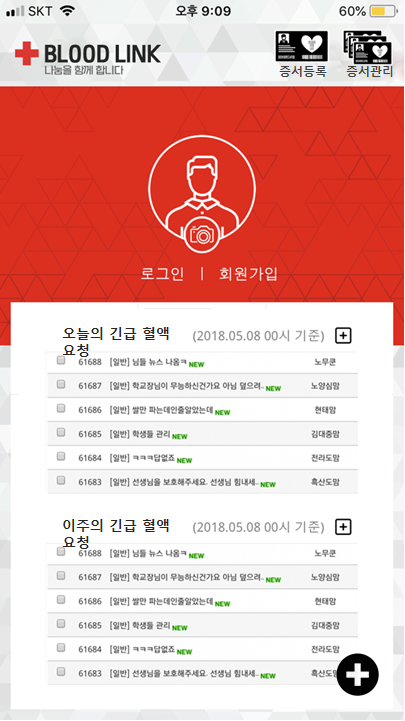 SKT 오후 9:09 60%
BLOOD LINK
나눔을 함께 합니다
증서등록 증서관리
로그인 | 회원가입
오늘의 긴급 혈액 요청 (2018.05.08 00시 기준)
61688 [일반] 님들 뉴스 나옴ㅋ NEW 노무쿤
61687 [일반] 학교장님이 무능하신건가요 아님 덮으려.. NEW 노양심맘
61686 [일반] 쌀만 파는데인줄알았는데 NEW 현태맘
61685 [일반] 학생들 관리 NEW 김대중맘
61684 [일반] ㅋㅋㅋ답없죠 NEW 전라도맘
61683 [일반] 선생님을 보호해주세요. 선생님 힘내세.. NEW 흑산도맘
이주의 긴급 혈액 요청 (2018.05.08 00시 기준)
61688 [일반] 님들 뉴스 나옴ㅋ NEW 노무쿤
61687 [일반] 학교장님이 무능하신건가요 아님 덮으려.. NEW 노양심맘
61686 [일반] 쌀만 파는데인줄알았는데 NEW 현태맘
61685 [일반] 학생들 관리 NEW 김대중맘
61684 [일반] ㅋㅋㅋ답없죠 NEW 전라도맘
61683 [일반] 선생님을 보호해주세요. 선생님 힘내세.. NEW 흑산도맘